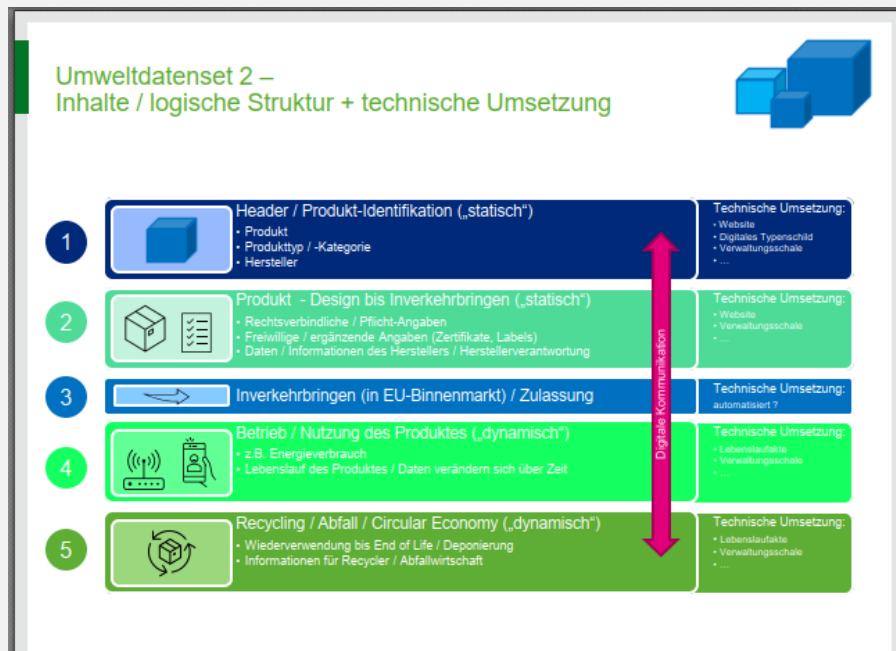 Umweltdatenset 2 –
Inhalte / logische Struktur + technische Umsetzung
1
Header / Produkt-Identifikation („statisch“)
• Produkt
• Produkttyp / -Kategorie
• Hersteller
Technische Umsetzung:
• Website
• Digitales Typenschild
• Verwaltungsschale
• ...
2
Produkt - Design bis Inverkehrbringen („statisch“)
• Rechtsverbindliche / Pflicht-Angaben
• Freiwillige / ergänzende Angaben (Zertifikate, Labels)
• Daten / Informationen des Herstellers / Herstellerverantwortung
Technische Umsetzung:
• Website
• Verwaltungsschale
• ...
3
Inverkehrbringen (in EU-Binnenmarkt) / Zulassung
Technische Umsetzung:
automatisiert ?
4
Betrieb / Nutzung des Produktes („dynamisch“)
• z.B. Energieverbrauch
• Lebenslauf des Produktes / Daten verändern sich über Zeit
Technische Umsetzung:
• Lebenslaufakte
• Verwaltungsschale
• ...
5
Recycling / Abfall / Circular Economy („dynamisch“)
• Wiederverwendung bis End of Life / Deponierung
• Informationen für Recycler / Abfallwirtschaft
Technische Umsetzung:
• Lebenslaufakte
• Verwaltungsschale
• ...
Digitale Kommunikation